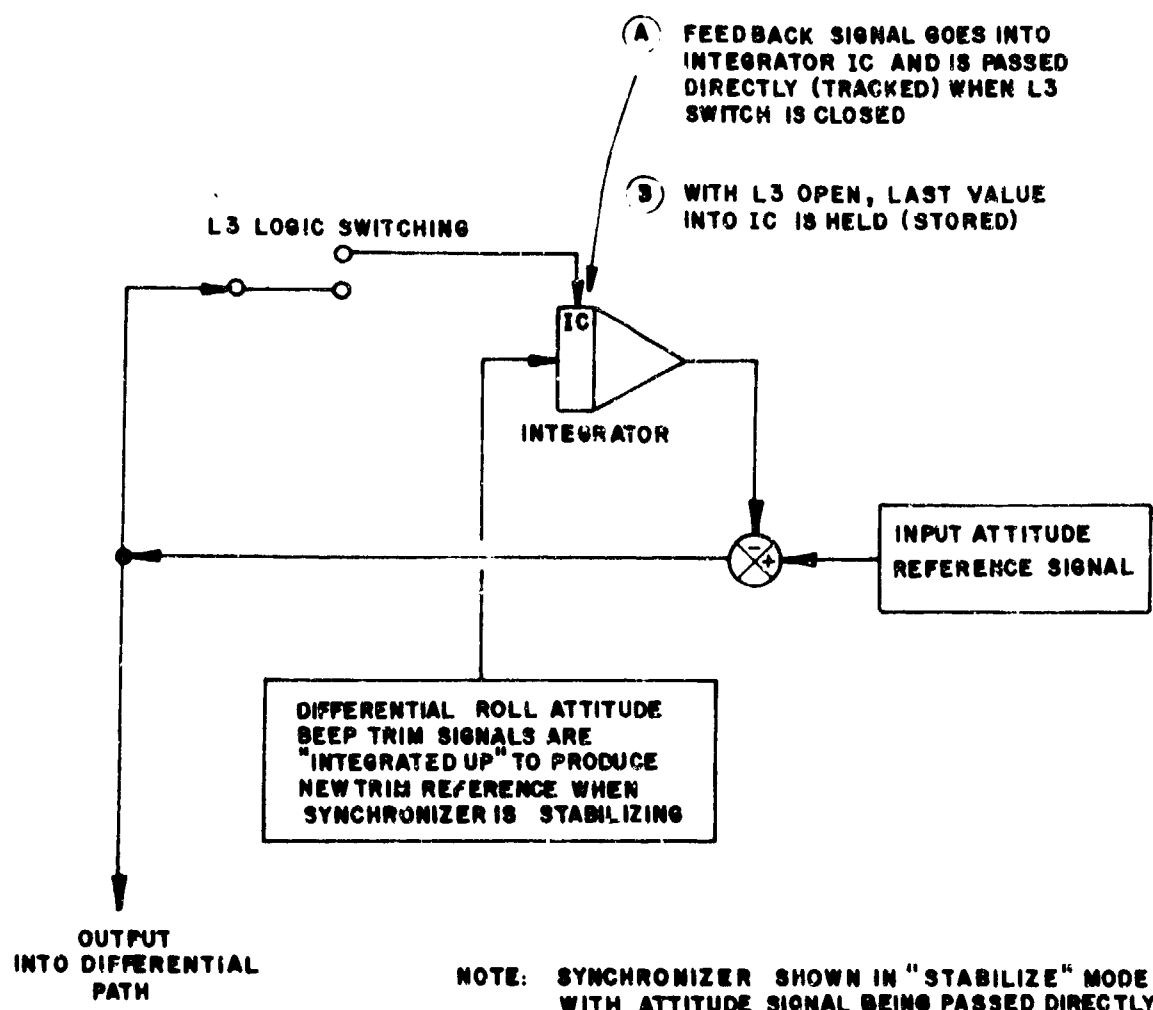 A FEEDBACK SIGNAL GOES INTO
INTEGRATOR IC AND IS PASSED
DIRECTLY (TRACKED) WHEN L3
SWITCH IS CLOSED
B WITH L3 OPEN, LAST VALUE
INTO IC IS HELD (STORED)
L3 LOGIC SWITCHING
IC
INTEGRATOR
-
+
INPUT ATTITUDE
REFERENCE SIGNAL
DIFFERENTIAL ROLL ATTITUDE
BEEP TRIM SIGNALS ARE
"INTEGRATED UP" TO PRODUCE
NEW TRIM REFERENCE WHEN
SYNCHRONIZER IS STABILIZING
OUTPUT
INTO DIFFERENTIAL
PATH
NOTE: SYNCHRONIZER SHOWN IN "STABILIZE" MODE
WITH ATTITUDE SIGNAL BEING PASSED DIRECTLY